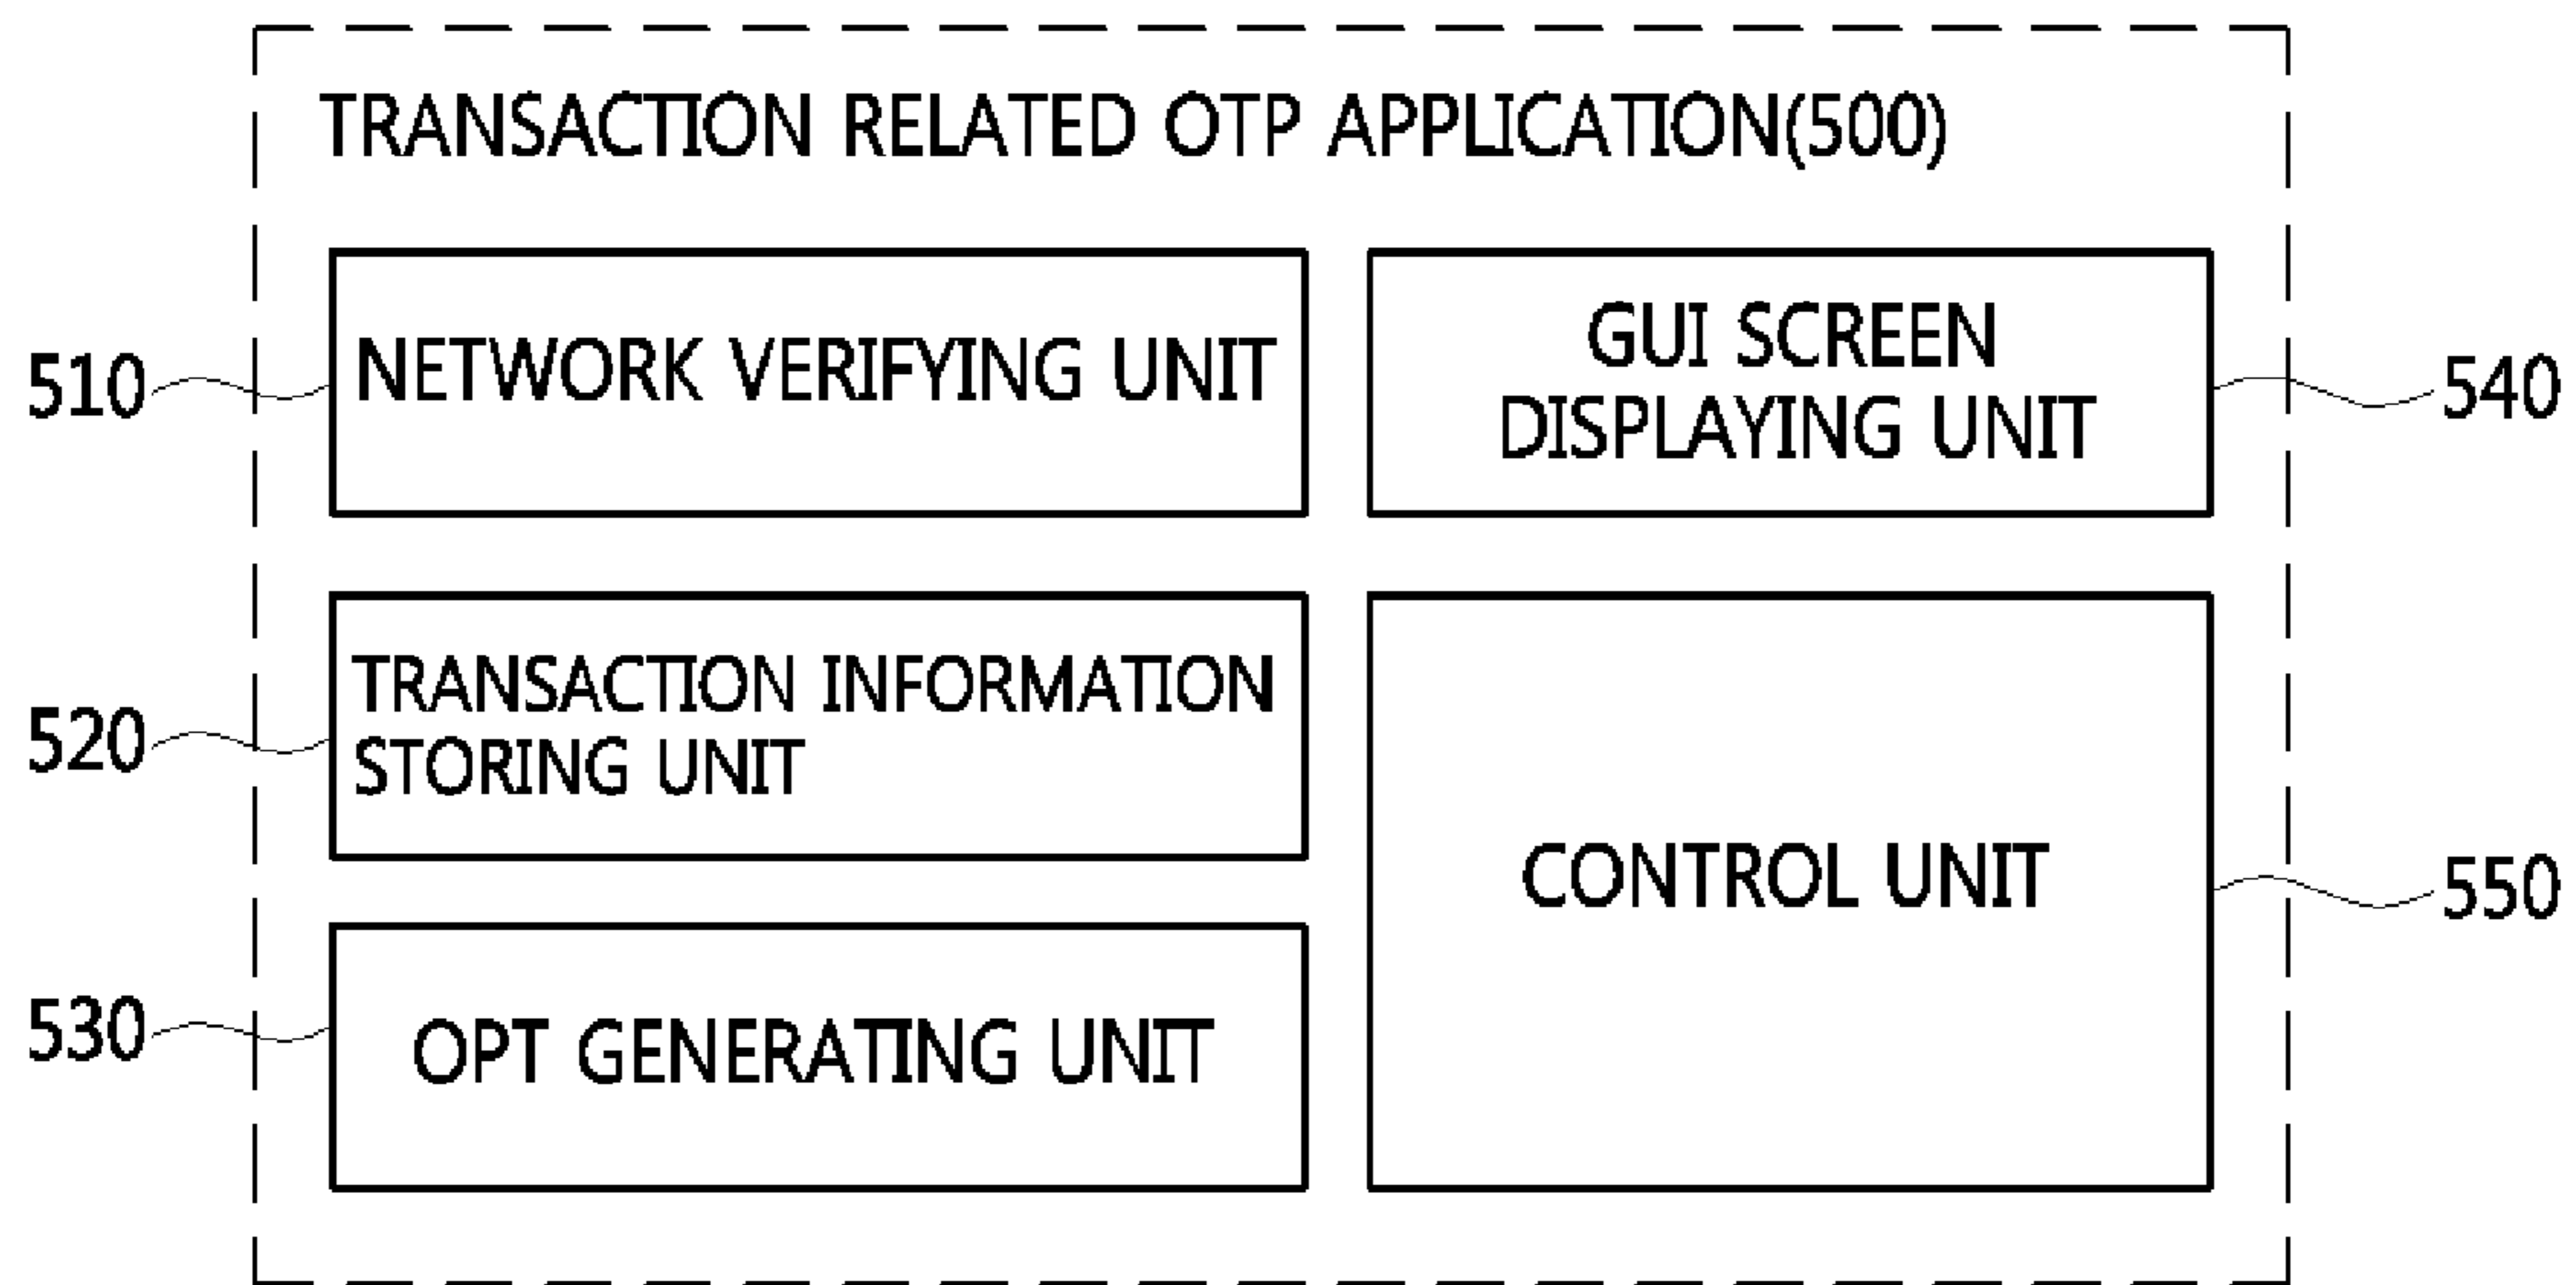 TRANSACTION RELATED OTP APPLICATION(500)
510
NETWORK VERIFYING UNIT
GUI SCREEN
DISPLAYING UNIT
540
520
TRANSACTION INFORMATION
STORING UNIT
CONTROL UNIT
550
530
OPT GENERATING UNIT